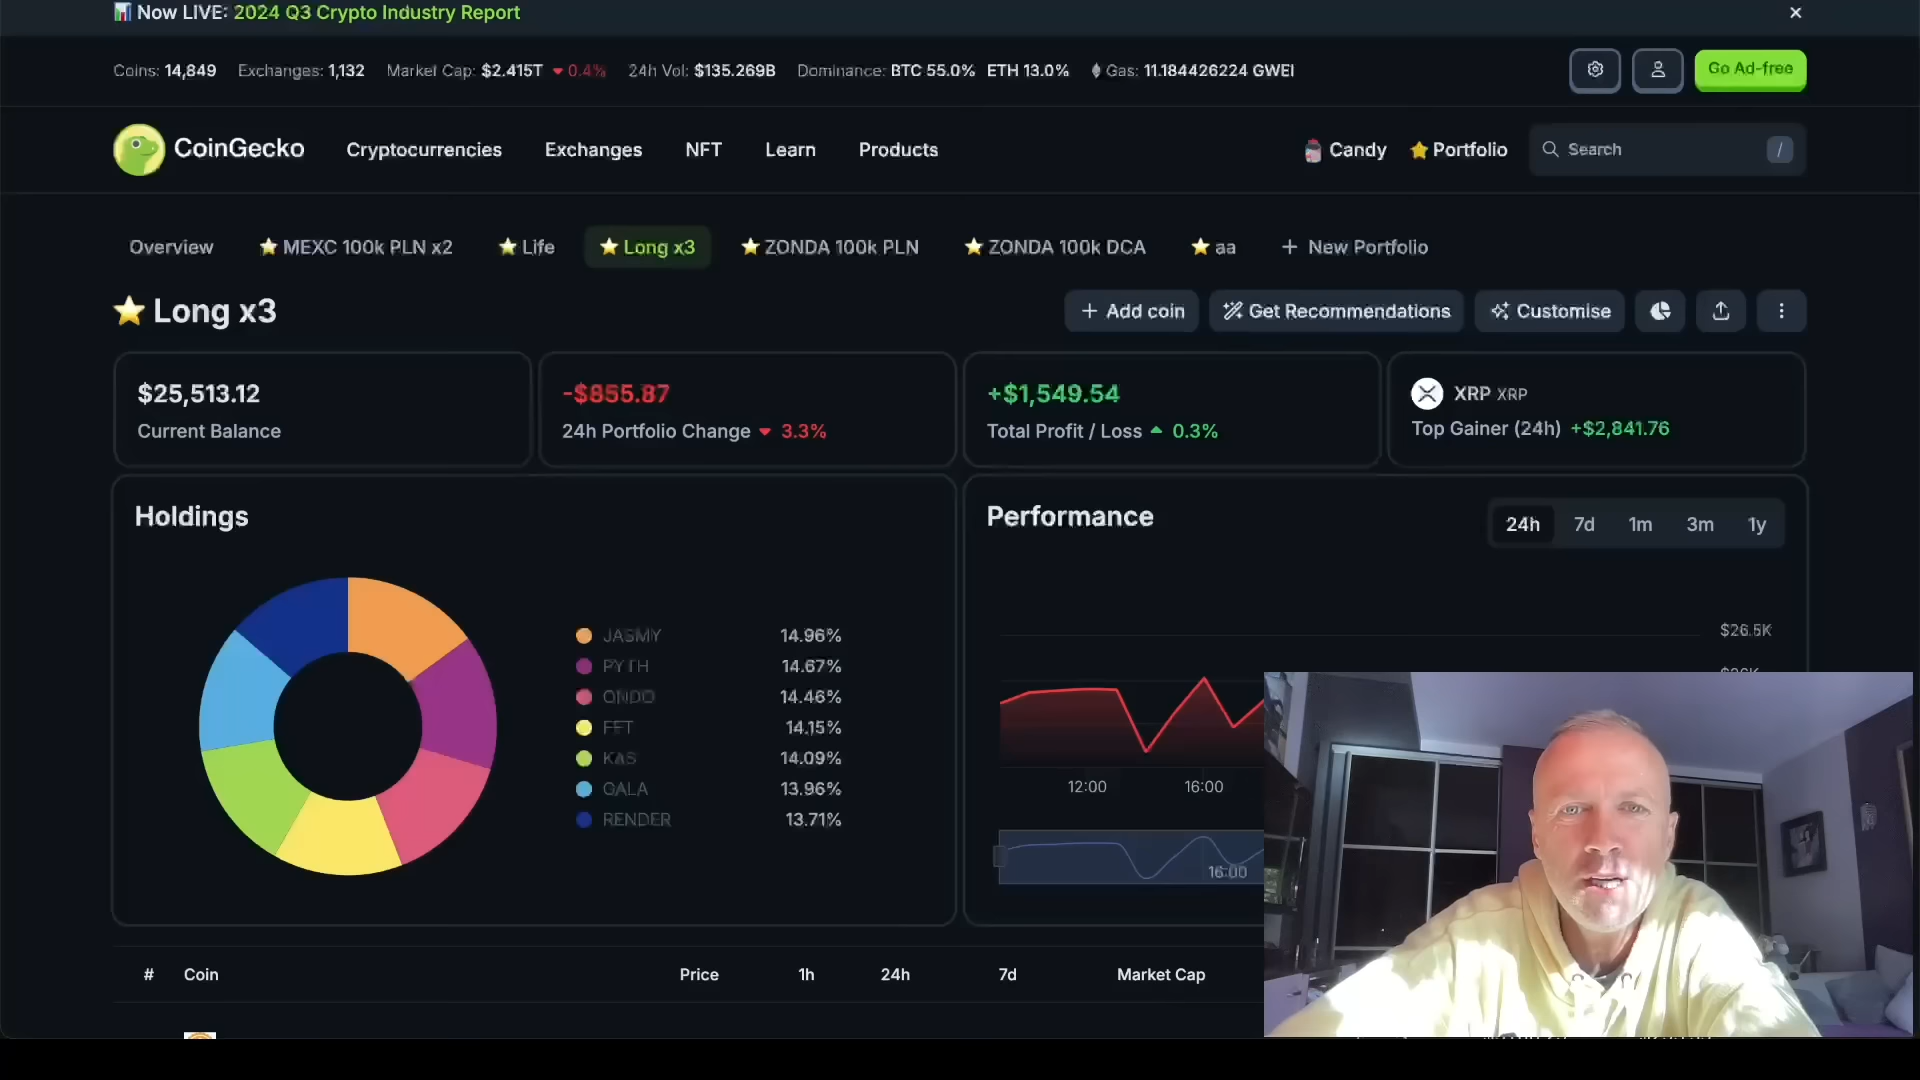 Now LIVE: 2024 Q3 Crypto Industry Report
Coins: 14,849 Exchanges: 1,132 Market Cap: $2.415T 0.4% 24h Vol: $135.269B Dominance: BTC 55.0% ETH 13.0% Gas: 11.184426224 GWEI
Go Ad-free
CoinGecko Cryptocurrencies Exchanges NFT Learn Products Candy Portfolio Search /
Overview MEXC 100k PLN x2 Life Long x3 ZONDA 100k PLN ZONDA 100k DCA aa + New Portfolio
Long x3
+ Add coin Get Recommendations Customise
$25,513.12
Current Balance
-$855.87
24h Portfolio Change 3.3%
+$1,549.54
Total Profit / Loss 0.3%
XRP XRP
Top Gainer (24h) +$2,841.76
Holdings
JASMY 14.96%
PYTH 14.67%
ONDO 14.46%
14.15%
KAS 14.09%
GALA 13.96%
RENDER 13.71%
Performance
24h 7d 1m 3m 1y
$26.5K
12:00 16:00
16:00
# Coin Price 1h 24h 7d Market Cap